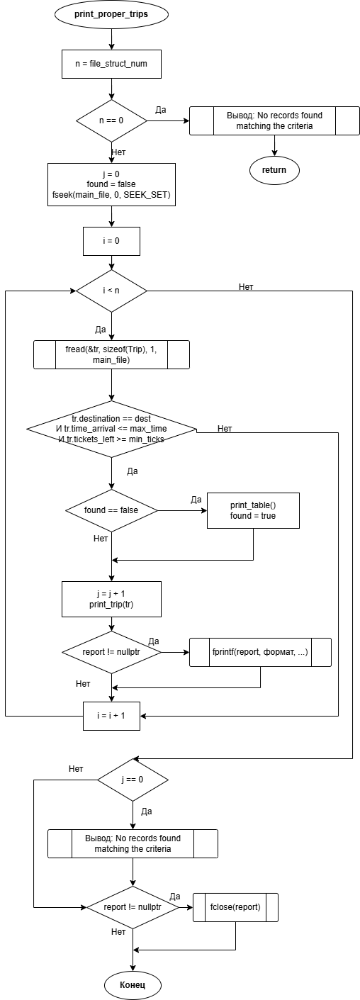 print_proper_trips
n = file_struct_num
n == 0
Да
Вывод: No records found
matching the criteria
Нет
return
j = 0
found = false
fseek(main_file, 0, SEEK_SET)
i = 0
i < n
Нет
Да
fread(&tr, sizeof(Trip), 1,
main_file)
tr.destination == dest
И tr.time_arrival <= max_time
И tr.tickets_left >= min_ticks
Нет
Да
found == false
Да
print_table()
found = true
Нет
j = j + 1
print_trip(tr)
report != nullptr
Да
fprintf(report, формат, ...)
Нет
i = i + 1
j == 0
Нет
Да
Вывод: No records found
matching the criteria
report != nullptr
Да
fclose(report)
Нет
Конец